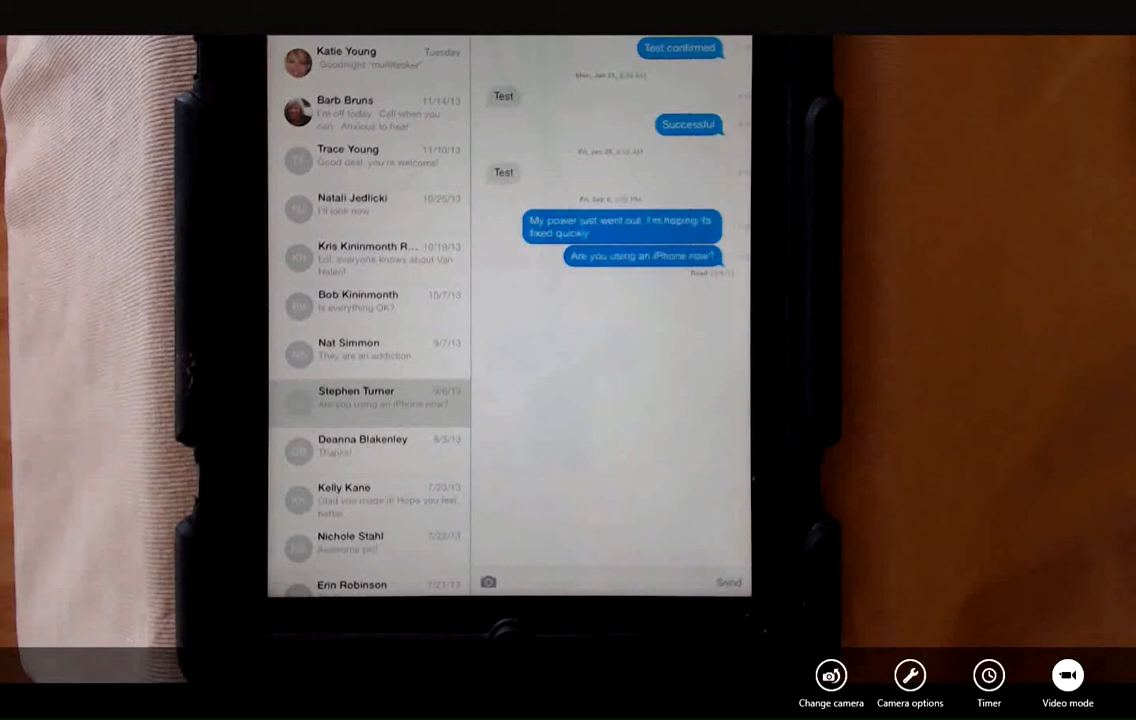 Katie Young Tuesday
Goodnight "multitasker"
Barb Bruns 11/14/13
I'm off today. Call when you
can. Anxious to hear
Trace Young 11/10/13
Good deal, you're welcome!
Natali Jedlicki 10/25/13
I'll look now
Kris Kininmonth R... 10/19/13
Lol. everyone knows about Van
Halen!
Bob Kininmonth 10/7/13
Is everything OK?
Nat Simmon 9/7/13
They are an addiction
Stephen Turner 9/6/13
Are you using an iPhone now?
Deanna Blakenley 8/3/13
Thanks!
Kelly Kane 7/23/13
Glad you made it! Hope you feel
Nichole Stahl 7/22/13
Awesome pic!
Erin Robinson 7/21/13
Test confirmed
Test
Successful
Test
My power just went out. I'm hoping its
fixed quickly
Are you using an iPhone now?
Send
Change camera
Camera options
Timer
Video mode